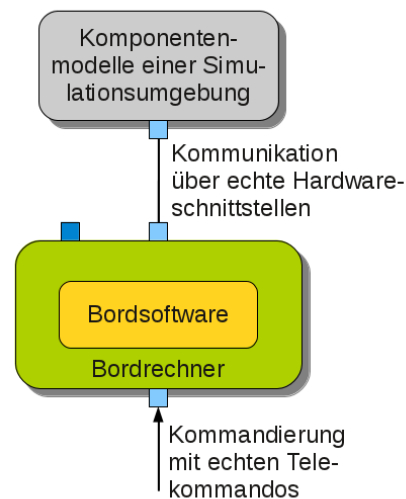 Komponenten-
modelle einer Simu-
lationsumgebung
Kommunikation
über echte Hardware-
schnittstellen
Bordsoftware
Bordrechner
Kommandierung
mit echten Tele-
kommandos